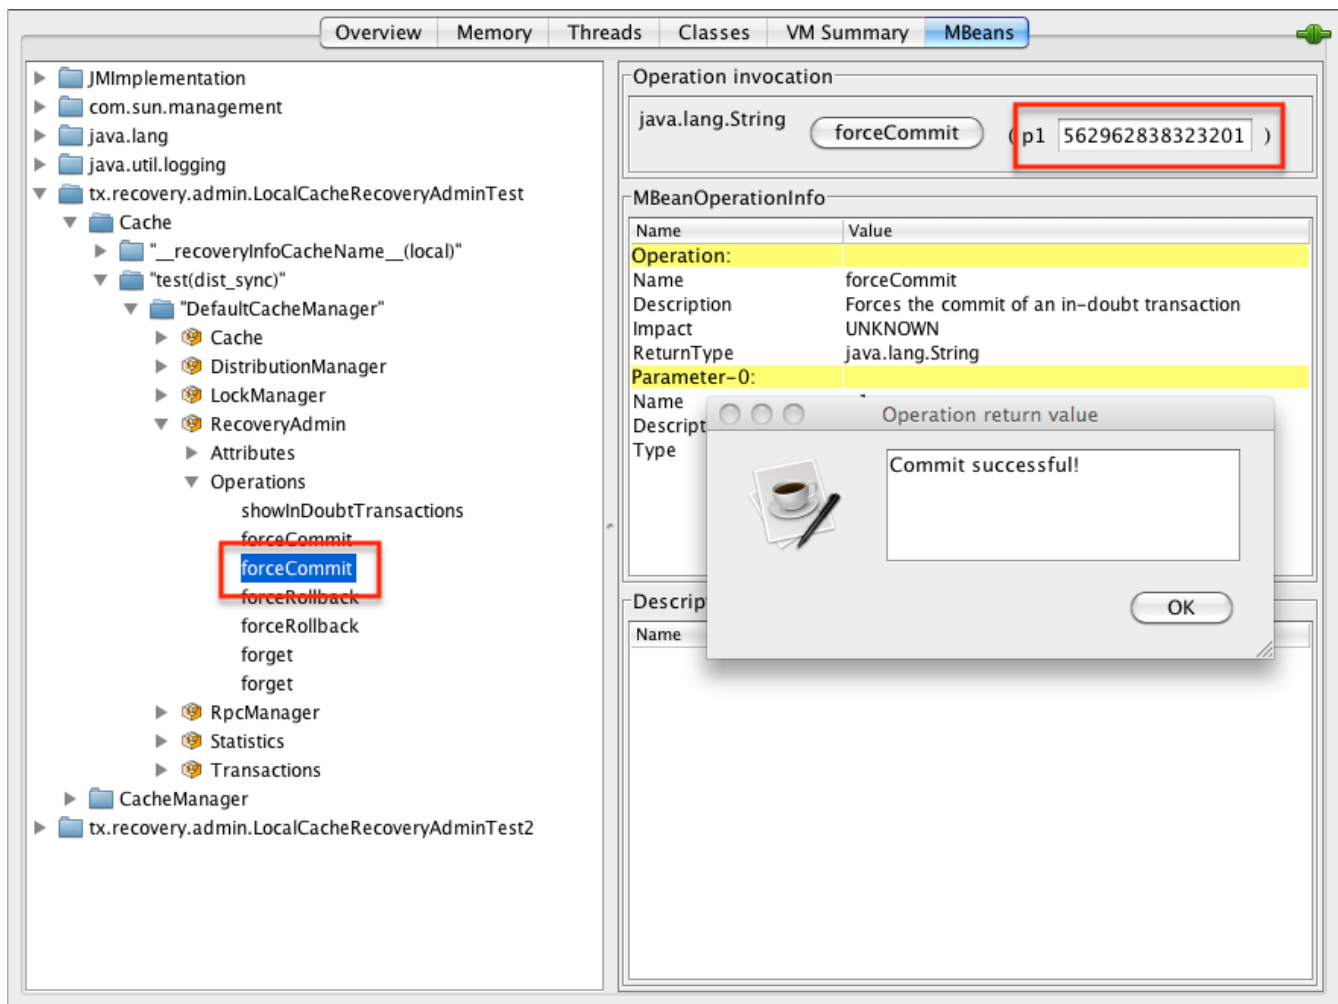 Overview Memory Threads Classes VM Summary MBeans
JMImplementation
com.sun.management
java.lang
java.util.logging
tx.recovery.admin.LocalCacheRecoveryAdminTest
Cache
"__recoveryInfoCacheName__(local)"
"test(dist_sync)"
"DefaultCacheManager"
Cache
DistributionManager
LockManager
RecoveryAdmin
Attributes
Operations
showInDoubtTransactions
forceCommit
forceCommit
forceRollback
forceRollback
forget
forget
RpcManager
Statistics
Transactions
CacheManager
tx.recovery.admin.LocalCacheRecoveryAdminTest2
Operation invocation
java.lang.String forceCommit ( p1 562962838323201 )
MBeanOperationInfo
Name Value
Operation:
Name forceCommit
Description Forces the commit of an in-doubt transaction
Impact UNKNOWN
ReturnType java.lang.String
Parameter-0:
Name
Descript
Type
Operation return value
Commit successful!
OK
Descrip
Name